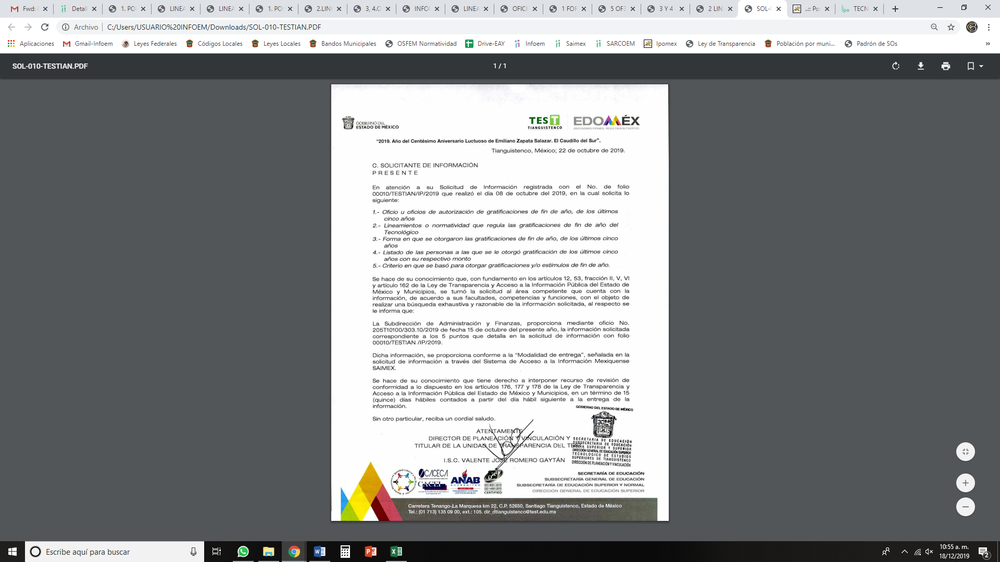 Fwd: 
Detall
1. PO
LINEA
LINEA
1. PO
2.LINE
3, 4.O
INFOI
LINEA
OFICI
1 FOR
5 OF3
3 Y 4
2 LIN
SOL-
..:: Po
TECN
Archivo | C:/Users/USUARIO%20INFOEM/Downloads/SOL-010-TESTIAN.PDF
Aplicaciones Gmail-Infoem Leyes Federales Códigos Locales Leyes Locales Bandos Municipales OSFEM Normatividad Drive-EAY Infoem Saimex SARCOEM Ipomex Ley de Transparencia Población por muni... Padrón de SOs »
SOL-010-TESTIAN.PDF 1 / 1
GOBIERNO DEL
ESTADO DE MÉXICO
TEST
TIANGUISTENCO
EDOMÉX
DECISIONES FIRMES, RESULTADOS FUERTES.
“2019. Año del Centésimo Aniversario Luctuoso de Emiliano Zapata Salazar. El Caudillo del Sur”.
Tianguistenco, México; 22 de octubre de 2019.
C. SOLICITANTE DE INFORMACIÓN
P R E S E N T E
En atención a su Solicitud de Información registrada con el No. de folio
00010/TESTIAN/IP/2019 que realizó el día 08 de octubre del 2019, en la cual solicita lo
siguiente:
1.- Oficio u oficios de autorización de gratificaciones de fin de año, de los últimos
cinco años
2.- Lineamientos o normatividad que regula las gratificaciones de fin de año del
Tecnológico
3.- Forma en que se otorgaron las gratificaciones de fin de año, de los últimos cinco
años
4.- Listado de las personas a las que se le otorgó gratificación de los últimos cinco
años con su respectivo monto
5.- Criterio en que se basó para otorgar gratificaciones y/o estímulos de fin de año.
Se hace de su conocimiento que, con fundamento en los artículos 12, 53, fracción II, V, VI
y artículo 162 de la Ley de Transparencia y Acceso a la Información Pública del Estado de
México y Municipios, se turnó la solicitud al área competente que cuenta con la
información, de acuerdo a sus facultades, competencias y funciones, con el objeto de
realizar una búsqueda exhaustiva y razonable de la información solicitada, al respecto se
le informa que:
La Subdirección de Administración y Finanzas, proporciona mediante oficio No.
205T10100/303.10/2019 de fecha 15 de octubre del presente año, la información solicitada
correspondiente a los 5 puntos que detalla en la solicitud de información con folio
00010/TESTIAN /IP/2019.
Dicha información, se proporciona conforme a la “Modalidad de entrega”, señalada en la
solicitud de información a través del Sistema de Acceso a la Información Mexiquense
SAIMEX.
Se hace de su conocimiento que tiene derecho a interponer recurso de revisión de
conformidad a lo dispuesto en los artículos 176, 177 y 178 de la Ley de Transparencia y
Acceso a la Información Pública del Estado de México y Municipios, en un término de 15
(quince) días hábiles contados a partir del día hábil siguiente a la entrega de la
información.
Sin otro particular, reciba un cordial saludo.
GOBIERNO DEL ESTADO DE MÉXICO
ATENTAMENTE
DIRECTOR DE PLANEACIÓN Y VINCULACIÓN Y
TITULAR DE LA UNIDAD DE TRANSPARENCIA DEL TEST
I.S.C. VALENTE JOSÉ ROMERO GAYTÁN
SECRETARIA DE EDUCACIÓN
SUBSECRETARIA DE EDUCACIÓN
MEDIA SUPERIOR Y SUPERIOR
DIRECCIÓN GENERAL DE EDUCACIÓN SUPERIOR
TECNOLOGICO DE ESTUDIOS
SUPERIORES DE TIANGUISTENCO
DIRECCIÓN DE PLANEACIÓN Y VINCULACIÓN
CACECA
CACEI
ANAB
ACCREDITED
MANAGEMENT SYSTEMS
CERTIFICATION BODY
ISO 9001:2015
ISO 14001:2015
CERTIFIED
SECRETARÍA DE EDUCACIÓN
SUBSECRETARÍA GENERAL DE EDUCACIÓN
SUBSECRETARÍA DE EDUCACIÓN SUPERIOR Y NORMAL
DIRECCIÓN GENERAL DE EDUCACIÓN SUPERIOR
Carretera Tenango-La Marquesa km 22, C.P. 52650, Santiago Tianguistenco, Estado de México
Tel.: (01 713) 135 09 00, ext.: 105. dir_dtianguistenco@test.edu.mx
Escribe aquí para buscar
10:55 a. m.
18/12/2019
2